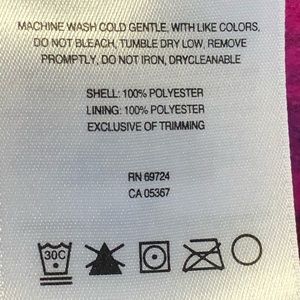 MACHINE WASH COLD GENTLE, WITH LIKE COLORS,
DO NOT BLEACH, TUMBLE DRY LOW, REMOVE
PROMPTLY, DO NOT IRON, DRYCLEANABLE
SHELL: 100% POLYESTER
LINING: 100% POLYESTER
EXCLUSIVE OF TRIMMING
RN 69724
CA 05367
30C